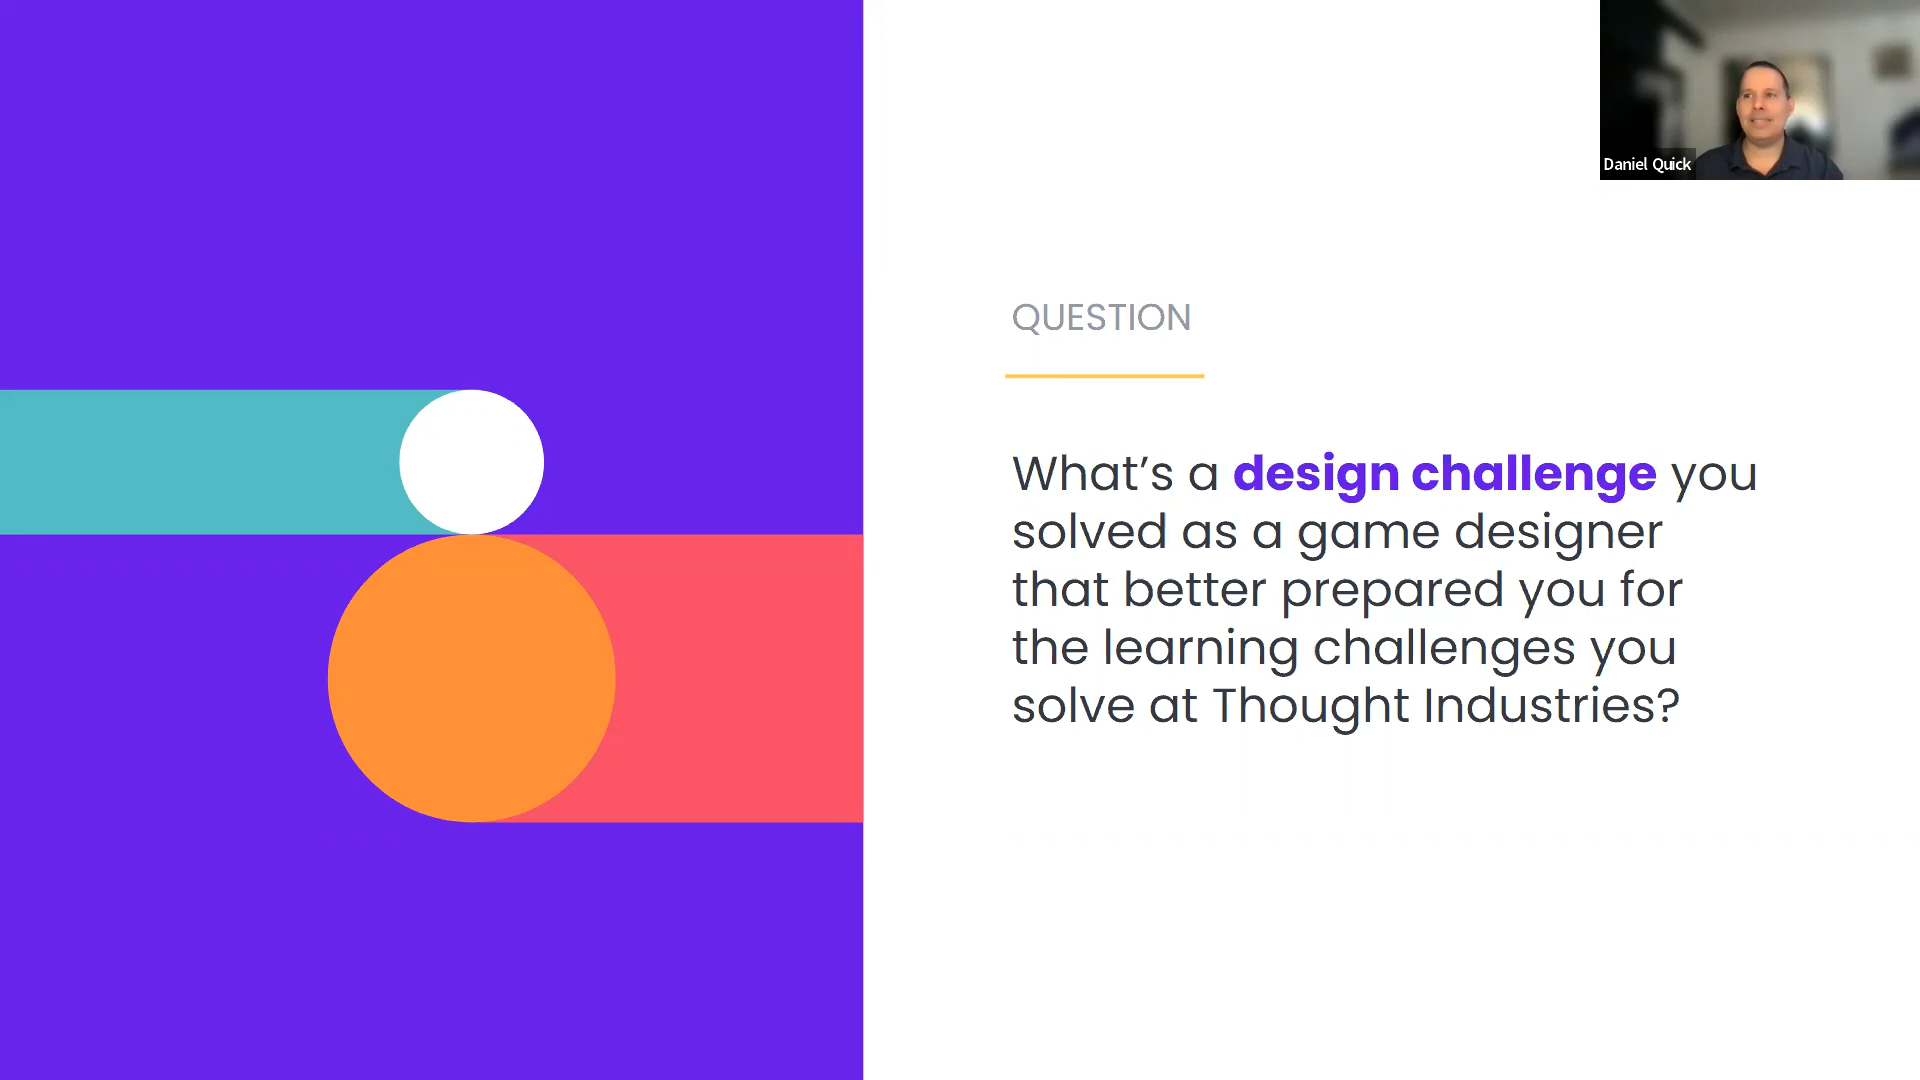 Daniel Quick
QUESTION
What’s a design challenge you
solved as a game designer
that better prepared you for
the learning challenges you
solve at Thought Industries?